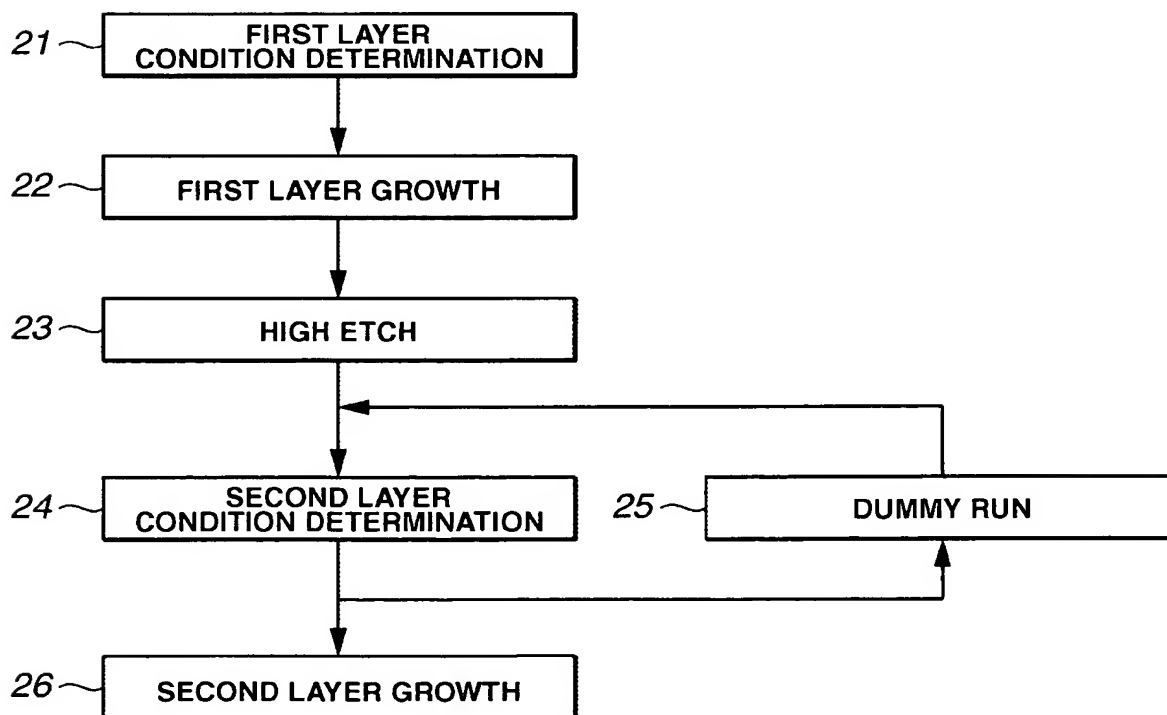 21
FIRST LAYER
CONDITION DETERMINATION
22
FIRST LAYER GROWTH
23
HIGH ETCH
24
SECOND LAYER
CONDITION DETERMINATION
25
DUMMY RUN
26
SECOND LAYER GROWTH